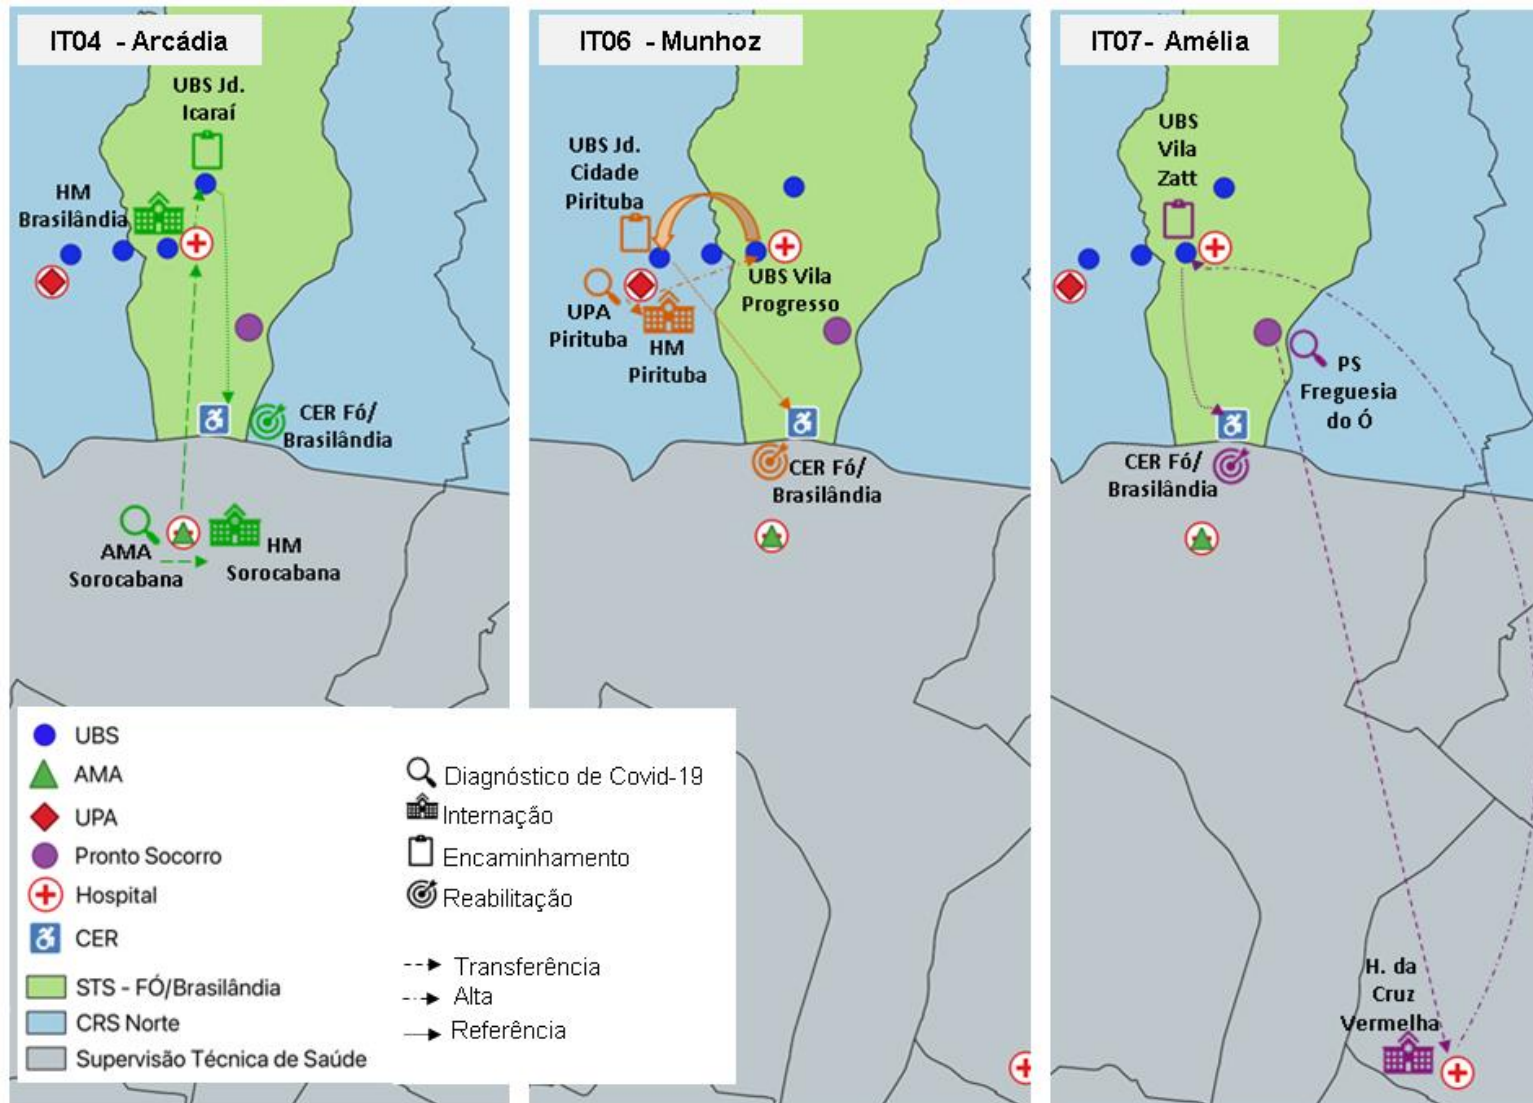 IT04 - Arcádia
UBS Jd.
Icaraí
HM
Brasilândia
CER Fó/
Brasilândia
AMA
Sorocabana
HM
Sorocabana
IT06 - Munhoz
UBS Jd.
Cidade
Pirituba
UPA
Pirituba
HM
Pirituba
UBS Vila
Progresso
CER Fó/
Brasilândia
IT07- Amélia
UBS
Vila
Zatt
PS
Freguesia
do Ó
CER Fó/
Brasilândia
H. da
Cruz
Vermelha
UBS
AMA
UPA
Pronto Socorro
Hospital
CER
STS - FÓ/Brasilândia
CRS Norte
Supervisão Técnica de Saúde
Diagnóstico de Covid-19
Internação
Encaminhamento
Reabilitação
Transferência
Alta
Referência